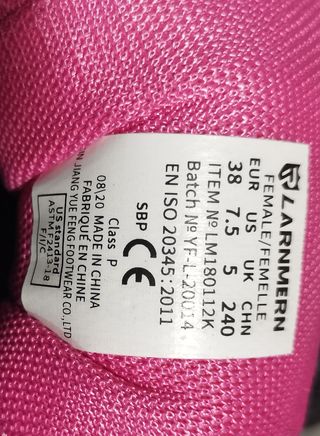 LARNMERN
FEMALE/FEMELLE
EUR US UK CHN
38 7.5 5 240
ITEM Nº LM180112K
Batch Nº YF-L-20014
EN ISO 20345:2011
CE
SBP
Class P
08\20 MADE IN CHINA
FABRIQUÉ EN CHINE
JIANG YUE FENG FOOTWEAR CO.,LTD
US standard
ASTM F2413-18
F/I/C